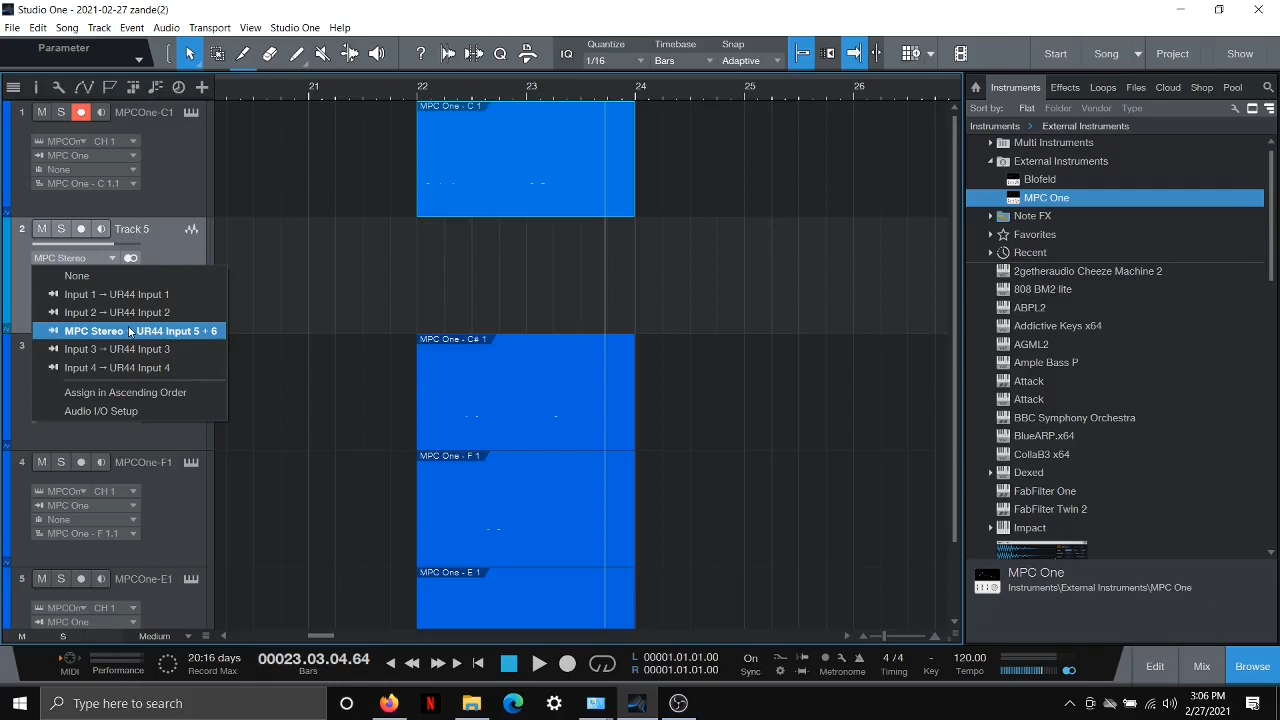 Studio One - 2021-02-27 zande(2)
File Edit Song Track Event Audio Transport View Studio One Help
Parameter
IQ
Quantize
1/16
Timebase
Bars
Snap
Adaptive
Start
Song
Project
Show
21 22 23 24 25 26
1 M S MPCOne-C1
MPCOn CH 1
MPC One
None
MPC One - C 1.1
MPC One - C 1
2 M S Track 5
MPC Stereo
None
Input 1 → UR44 Input 1
Input 2 → UR44 Input 2
MPC Stereo UR44 Input 5 + 6
Input 3 → UR44 Input 3
Input 4 → UR44 Input 4
Assign in Ascending Order
Audio I/O Setup
3
MPC One - C# 1
4 M S MPCOne-F1
MPCOn CH 1
MPC One
None
MPC One - F 1.1
MPC One - F 1
5 M S MPCOne-E1
MPCOn CH 1
MPC One
MPC One - E 1
M S Medium
Instruments Effects Loops Files Cloud Shop Pool
Sort by: Flat Folder Vendor Type
Instruments External Instruments
Multi Instruments
External Instruments
Blofeld
MPC One
Note FX
Favorites
Recent
2getheraudio Cheeze Machine 2
808 BM2 lite
ABPL2
Addictive Keys x64
AGML2
Ample Bass P
Attack
Attack
BBC Symphony Orchestra
BlueARP.x64
CollaB3 x64
Dexed
FabFilter One
FabFilter Twin 2
Impact
MPC One
Instruments\External Instruments\MPC One
MIDI
Performance
20:16 days
Record Max
00023.03.04.64
Bars
L 00001.01.01.00
R 00001.01.01.00
On
Sync
Metronome
4 / 4
Timing
-
Key
120.00
Tempo
Edit
Mix
Browse
Type here to search
3:06 PM
2/27/2021